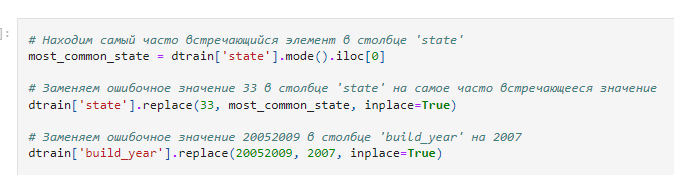 ]:
# Находим самый часто встречающийся элемент в столбце 'state'
most_common_state = dtrain['state'].mode().iloc[0]
# Заменяем ошибочное значение 33 в столбце 'state' на самое часто встречающееся значение
dtrain['state'].replace(33, most_common_state, inplace=True)
# Заменяем ошибочное значение 20052009 в столбце 'build_year' на 2007
dtrain['build_year'].replace(20052009, 2007, inplace=True)